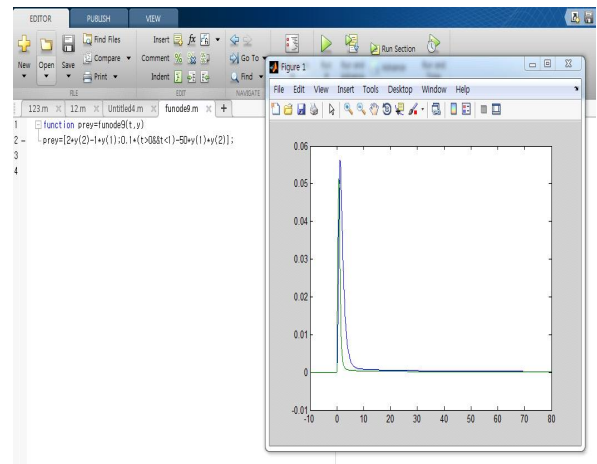 EDITOR PUBLISH VIEW
Find Files Insert fx
New Open Save Compare Comment % Go To Run Section
Print Indent Find
FILE EDIT NAVIGATE
123.m × 12.m × Untitled4.m × funode9.m × +
1 function prey=funode9(t,y)
2 – prey=[2*y(2)-1*y(1);0.1*(t>0&&t<1)-50*y(1)*y(2)];
3
4
Figure 1
File Edit View Insert Tools Desktop Window Help
0.06
0.05
0.04
0.03
0.02
0.01
0
-0.01
-10 0 10 20 30 40 50 60 70 80